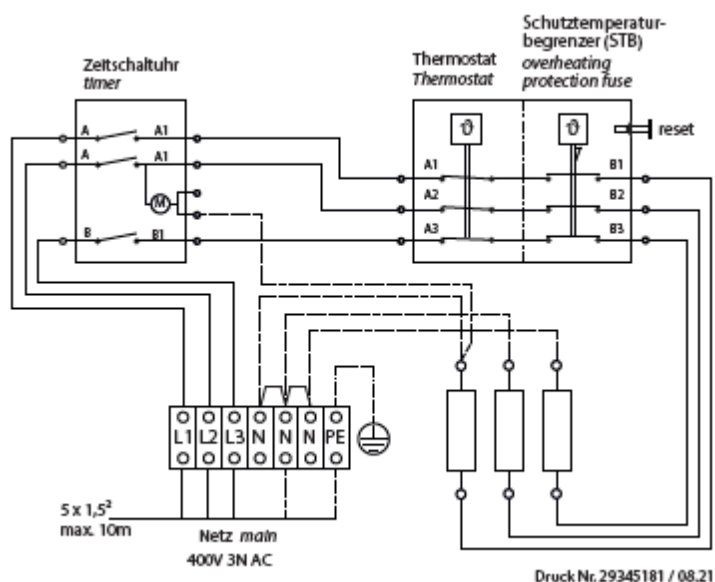 Schutztemperatur-
begrenzer (STB)
overheating
protection fuse
Zeitschaltuhr
timer
Thermostat
Thermostat
reset
A
A1
A
A1
M
B
B1
ϑ
ϑ
A1
A2
A3
B1
B2
B3
L1 L2 L3 N N N PE
5 x 1,5²
max. 10m
Netz main
400V 3N AC
Druck Nr. 29345181 / 08.21